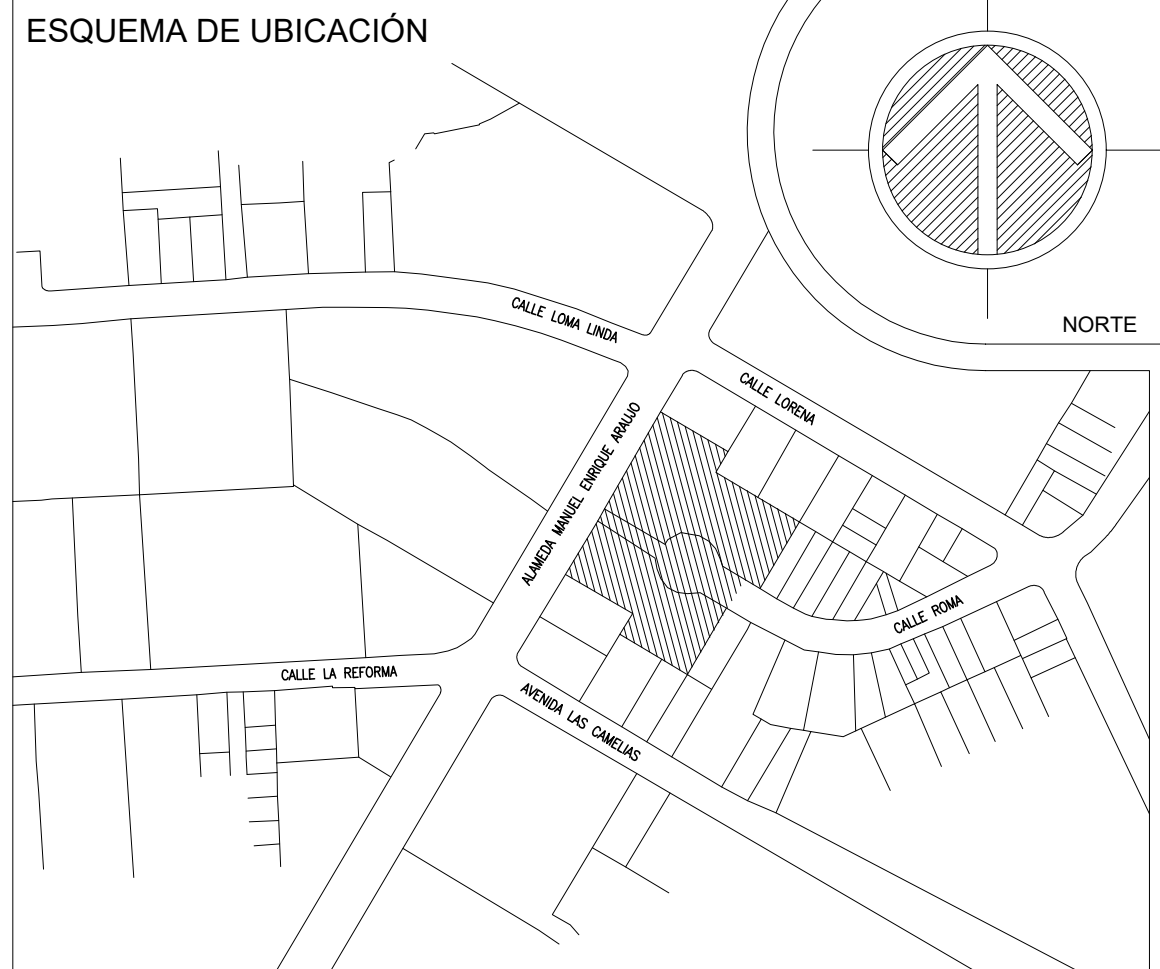 ESQUEMA DE UBICACIÓN
NORTE
CALLE LOMA LINDA
CALLE LORENA
ALAMEDA MANUEL ENRIQUE ARAUJO
CALLE ROMA
CALLE LA REFORMA
AVENIDA LAS CAMELIAS